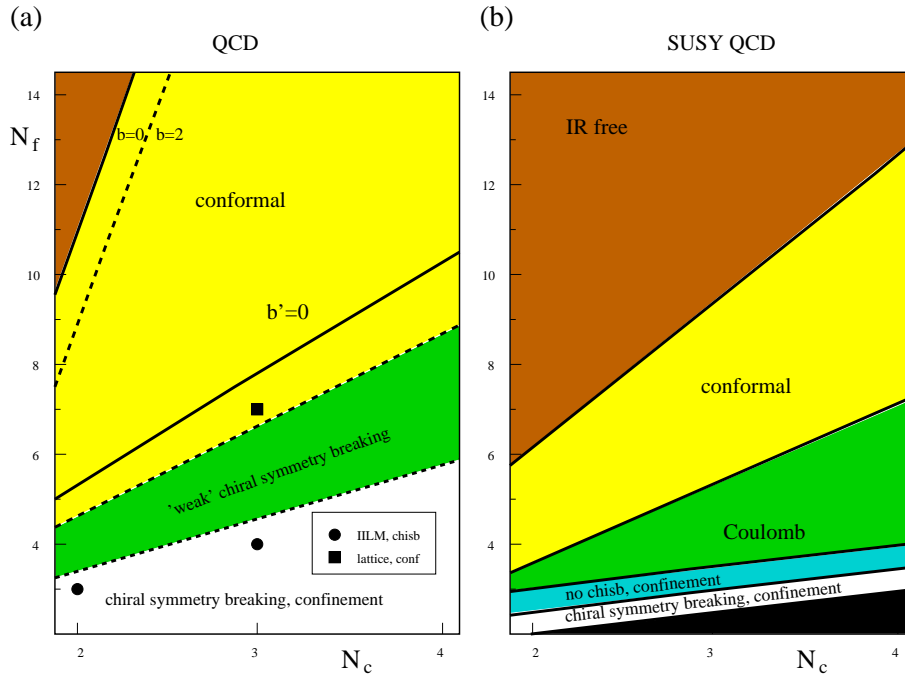 (a)
QCD
14
N_f
b=0
b=2
12
conformal
10
b'=0
8
6
'weak' chiral symmetry breaking
4
IILM, chisb
lattice, conf
chiral symmetry breaking, confinement
2
3
4
N_c
(b)
SUSY QCD
14
IR free
12
10
8
conformal
6
Coulomb
4
no chisb, confinement
chiral symmetry breaking, confinement
2
3
4
N_c